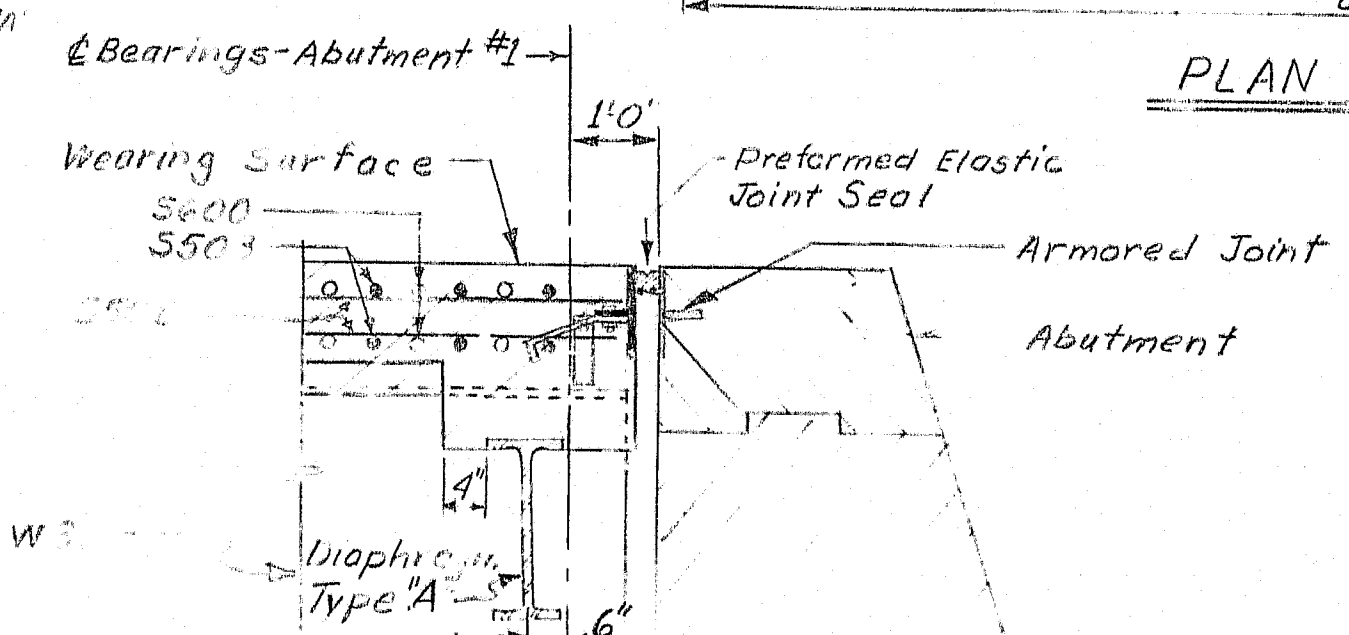 ℄ Bearings-Abutment #1
PLAN
1'-0"
Wearing Surface
Preformed Elastic
Joint Seal
S600
S503
Armored Joint
Abutment
4"
W
Diaphragm
Type "A"
6"